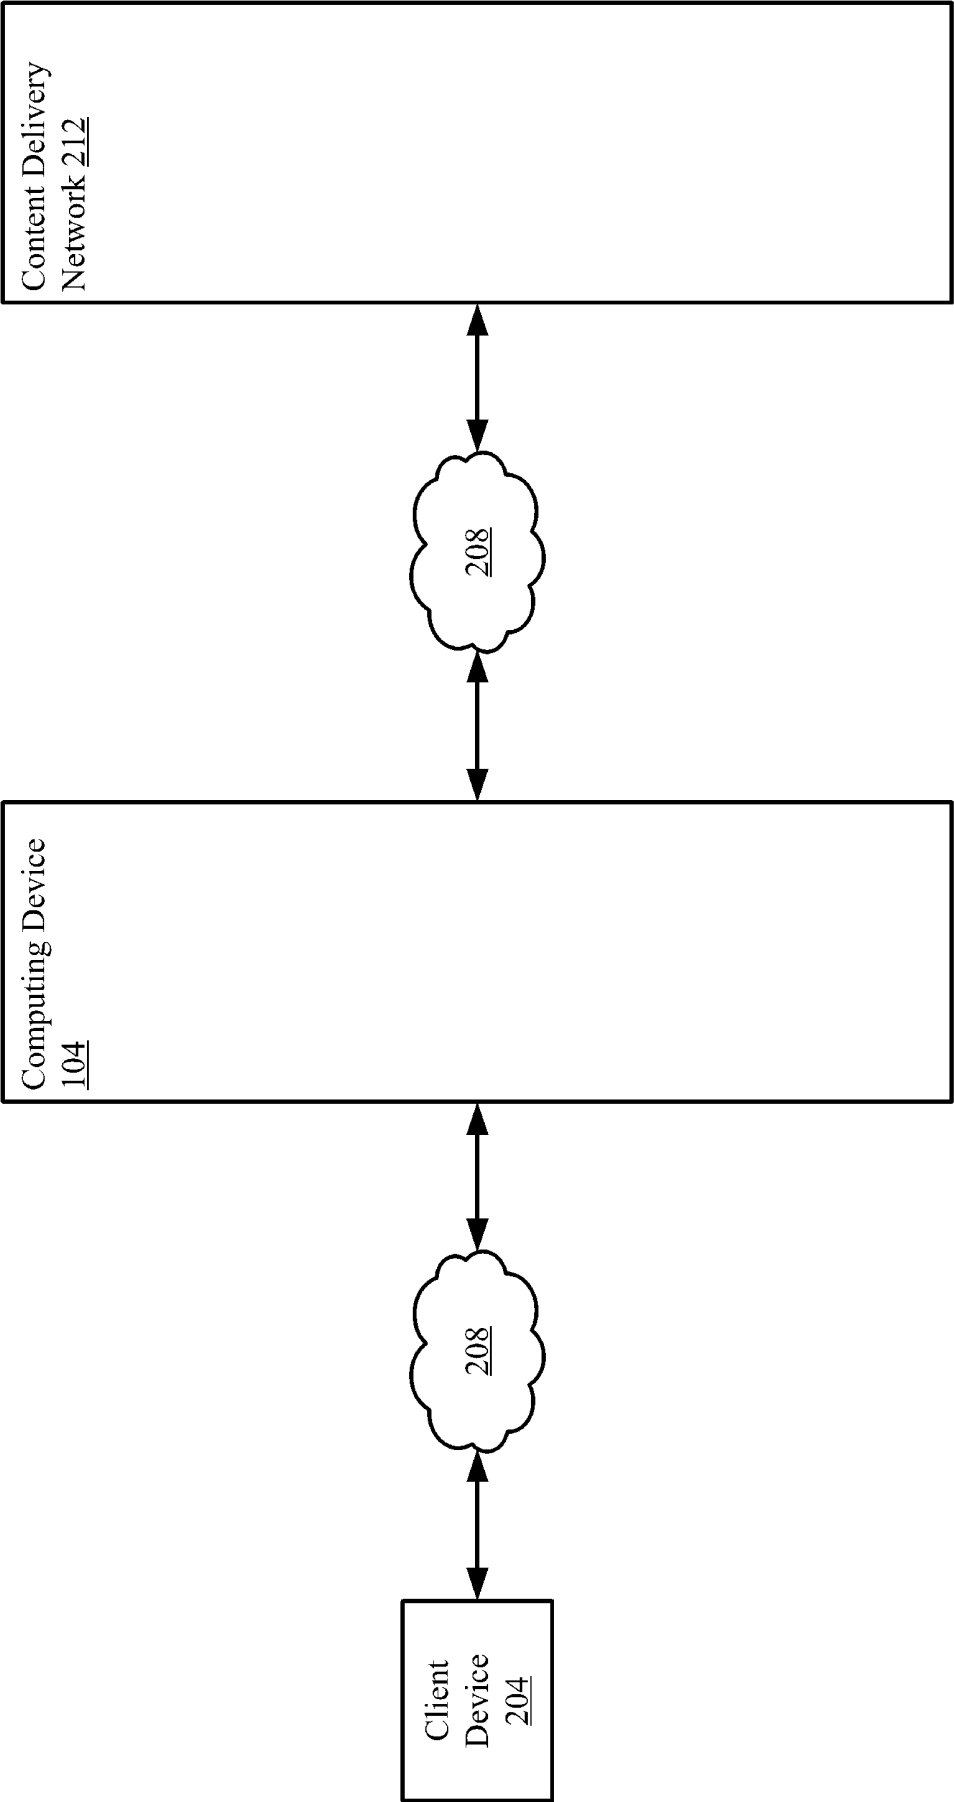 Client
Device
204
208
Computing Device
104
208
Content Delivery
Network 212